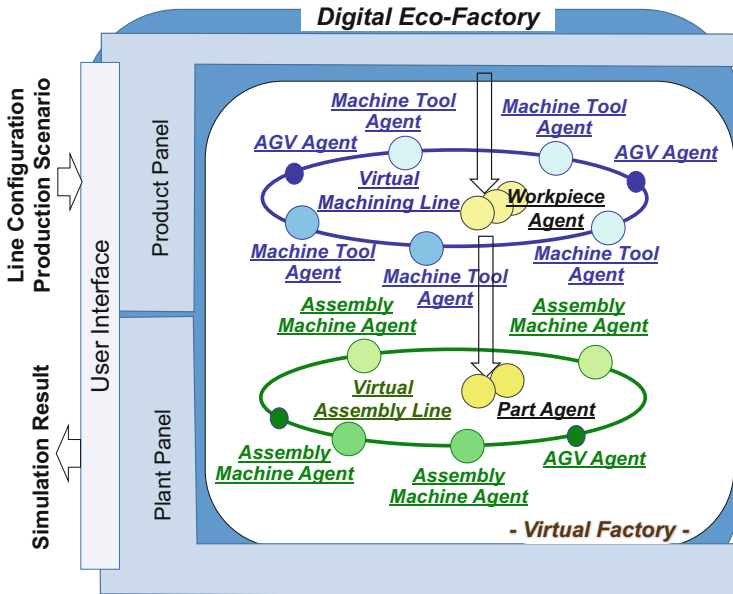 Digital Eco-Factory
Line Configuration
Production Scenario
Simulation Result
User Interface
Product Panel
Plant Panel
Machine Tool
Agent
Machine Tool
Agent
AGV Agent
AGV Agent
Virtual
Machining Line
Workpiece
Agent
Machine Tool
Agent
Machine Tool
Agent
Machine Tool
Agent
Assembly
Machine Agent
Assembly
Machine Agent
Virtual
Assembly Line
Part Agent
Assembly
Machine Agent
Assembly
Machine Agent
AGV Agent
- Virtual Factory -